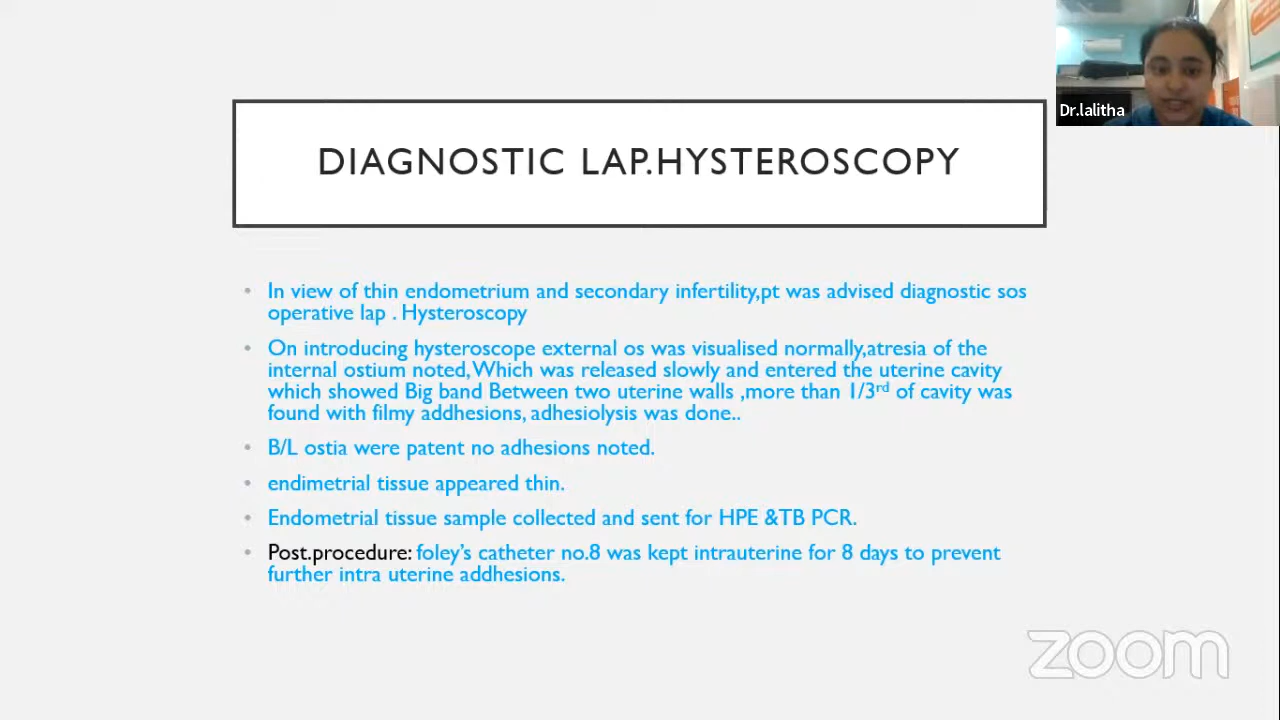 Dr.lalitha
DIAGNOSTIC LAP.HYSTEROSCOPY
In view of thin endometrium and secondary infertility,pt was advised diagnostic sos
operative lap . Hysteroscopy
On introducing hysteroscope external os was visualised normally,atresia of the
internal ostium noted,Which was released slowly and entered the uterine cavity
which showed Big band Between two uterine walls ,more than 1/3rd of cavity was
found with filmy addhesions, adhesiolysis was done..
B/L ostia were patent no adhesions noted.
endimetrial tissue appeared thin.
Endometrial tissue sample collected and sent for HPE &TB PCR.
Post.procedure: foley's catheter no.8 was kept intrauterine for 8 days to prevent
further intra uterine addhesions.
zoom